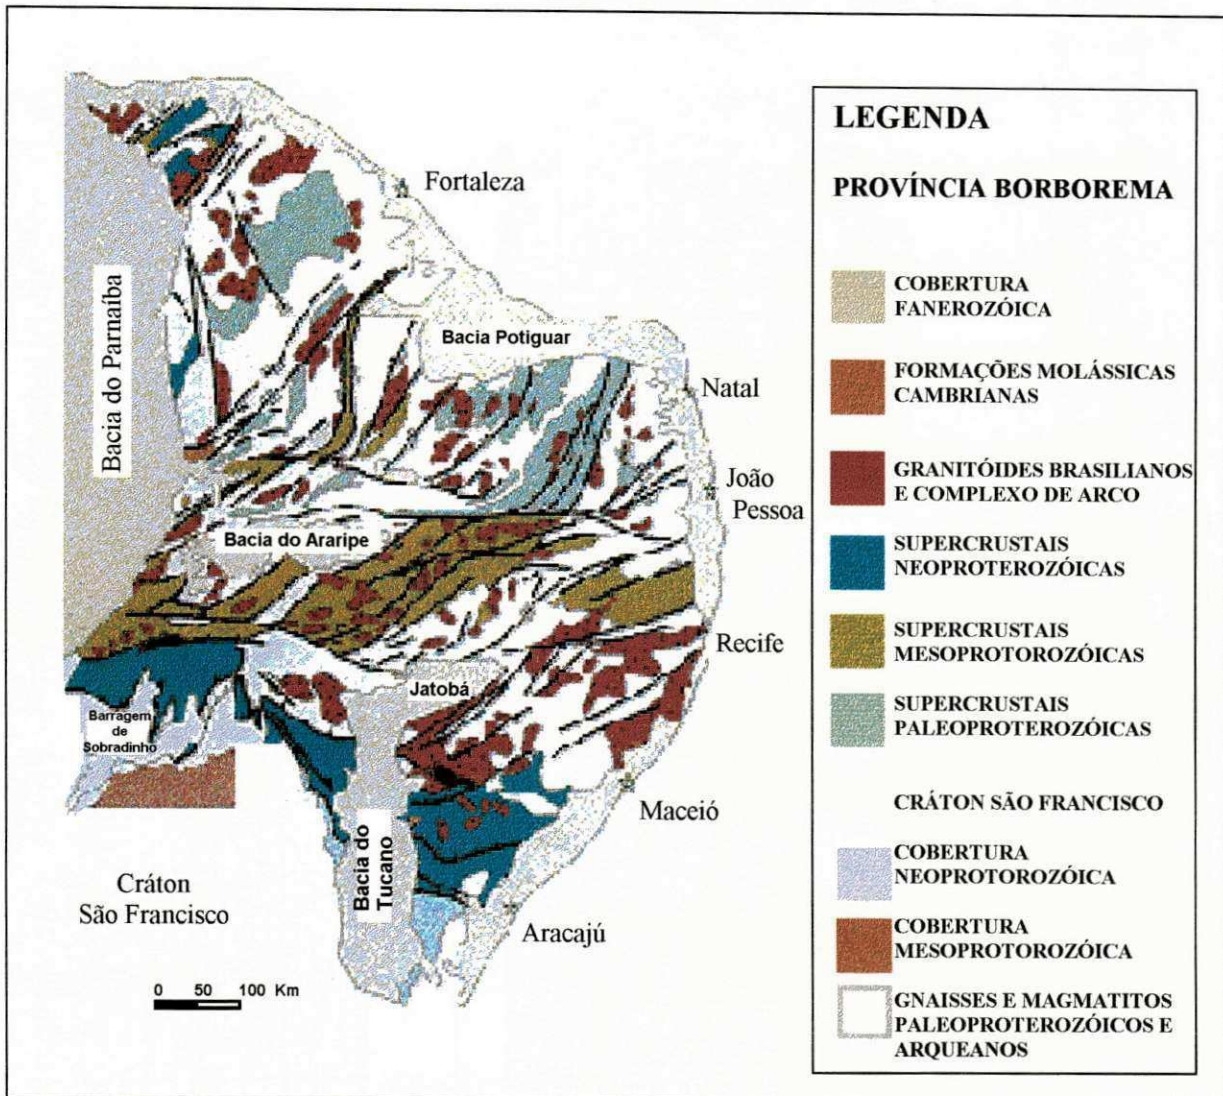 Fortaleza
Bacia do Parnaíba
Bacia Potiguar
Natal
João
Pessoa
Bacia do Araripe
Recife
Jatobá
Barragem
de
Sobradinho
Maceió
Bacia do
Tucano
Cráton
São Francisco
Aracajú
0 50 100 Km
LEGENDA
PROVÍNCIA BORBOREMA
COBERTURA
FANEROZÓICA
FORMAÇÕES MOLÁSSICAS
CAMBRIANAS
GRANITÓIDES BRASILIANOS
E COMPLEXO DE ARCO
SUPERCRUSTAIS
NEOPROTEROZÓICAS
SUPERCRUSTAIS
MESOPROTOROZÓICAS
SUPERCRUSTAIS
PALEOPROTEROZÓICAS
CRÁTON SÃO FRANCISCO
COBERTURA
NEOPROTOROZÓICA
COBERTURA
MESOPROTOROZÓICA
GNAISSES E MAGMATITOS
PALEOPROTEROZÓICOS E
ARQUEANOS